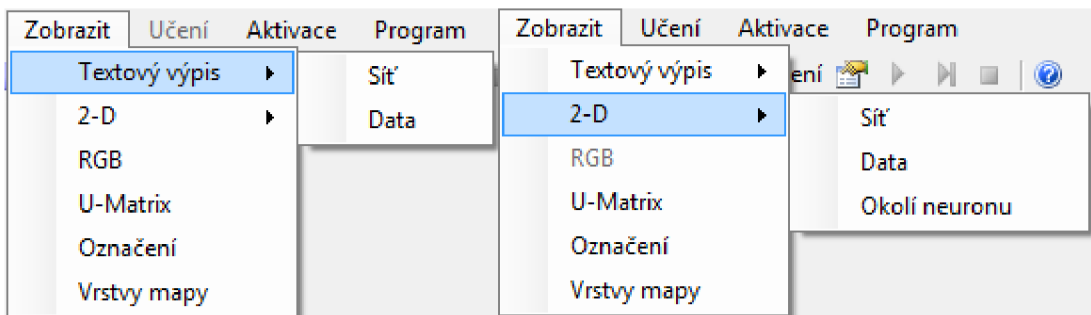 Zobrazit Učení Aktivace Program
Textový výpis
2-D
RGB
U-Matrix
Označení
Vrstvy mapy
Síť
Data
Zobrazit Učení Aktivace Program
ení
Textový výpis
2-D
RGB
U-Matrix
Označení
Vrstvy mapy
Síť
Data
Okolí neuronu